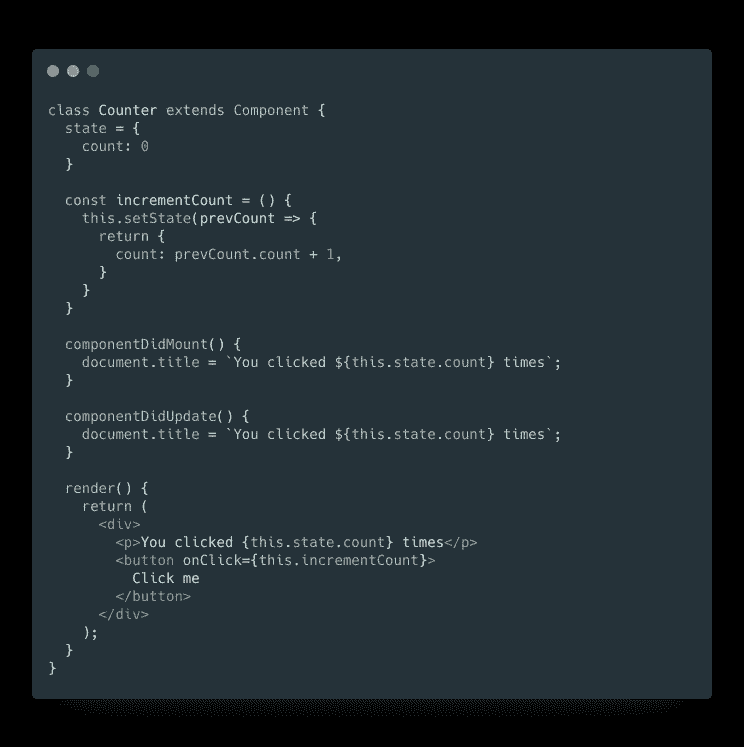 class Counter extends Component {
  state = {
    count: 0
  }

  const incrementCount = () {
    this.setState(prevCount => {
      return {
        count: prevCount.count + 1,
      }
    }
  }

  componentDidMount() {
    document.title = `You clicked ${this.state.count} times`;
  }

  componentDidUpdate() {
    document.title = `You clicked ${this.state.count} times`;
  }

  render() {
    return (
      <div>
        <p>You clicked {this.state.count} times</p>
        <button onClick={this.incrementCount}>
          Click me
        </button>
      </div>
    );
  }
}